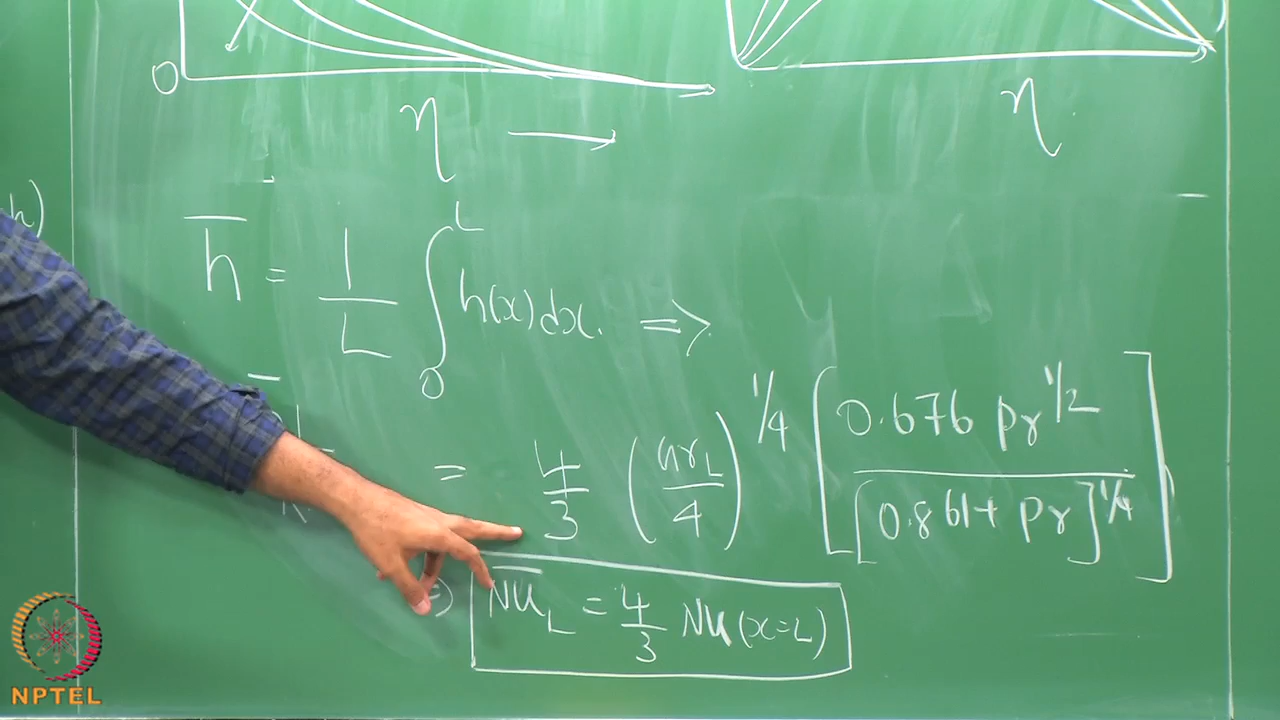 0
η
η
h)
h̅ = 1/L ∫₀ᴸ h(x)dx. =>
= 4/3 (Gr_L/4)^1/4 [0.676 Pr^1/2 / [0.861+ Pr]^1/4]
N̅u̅_L = 4/3 Nu(x=L)
NPTEL